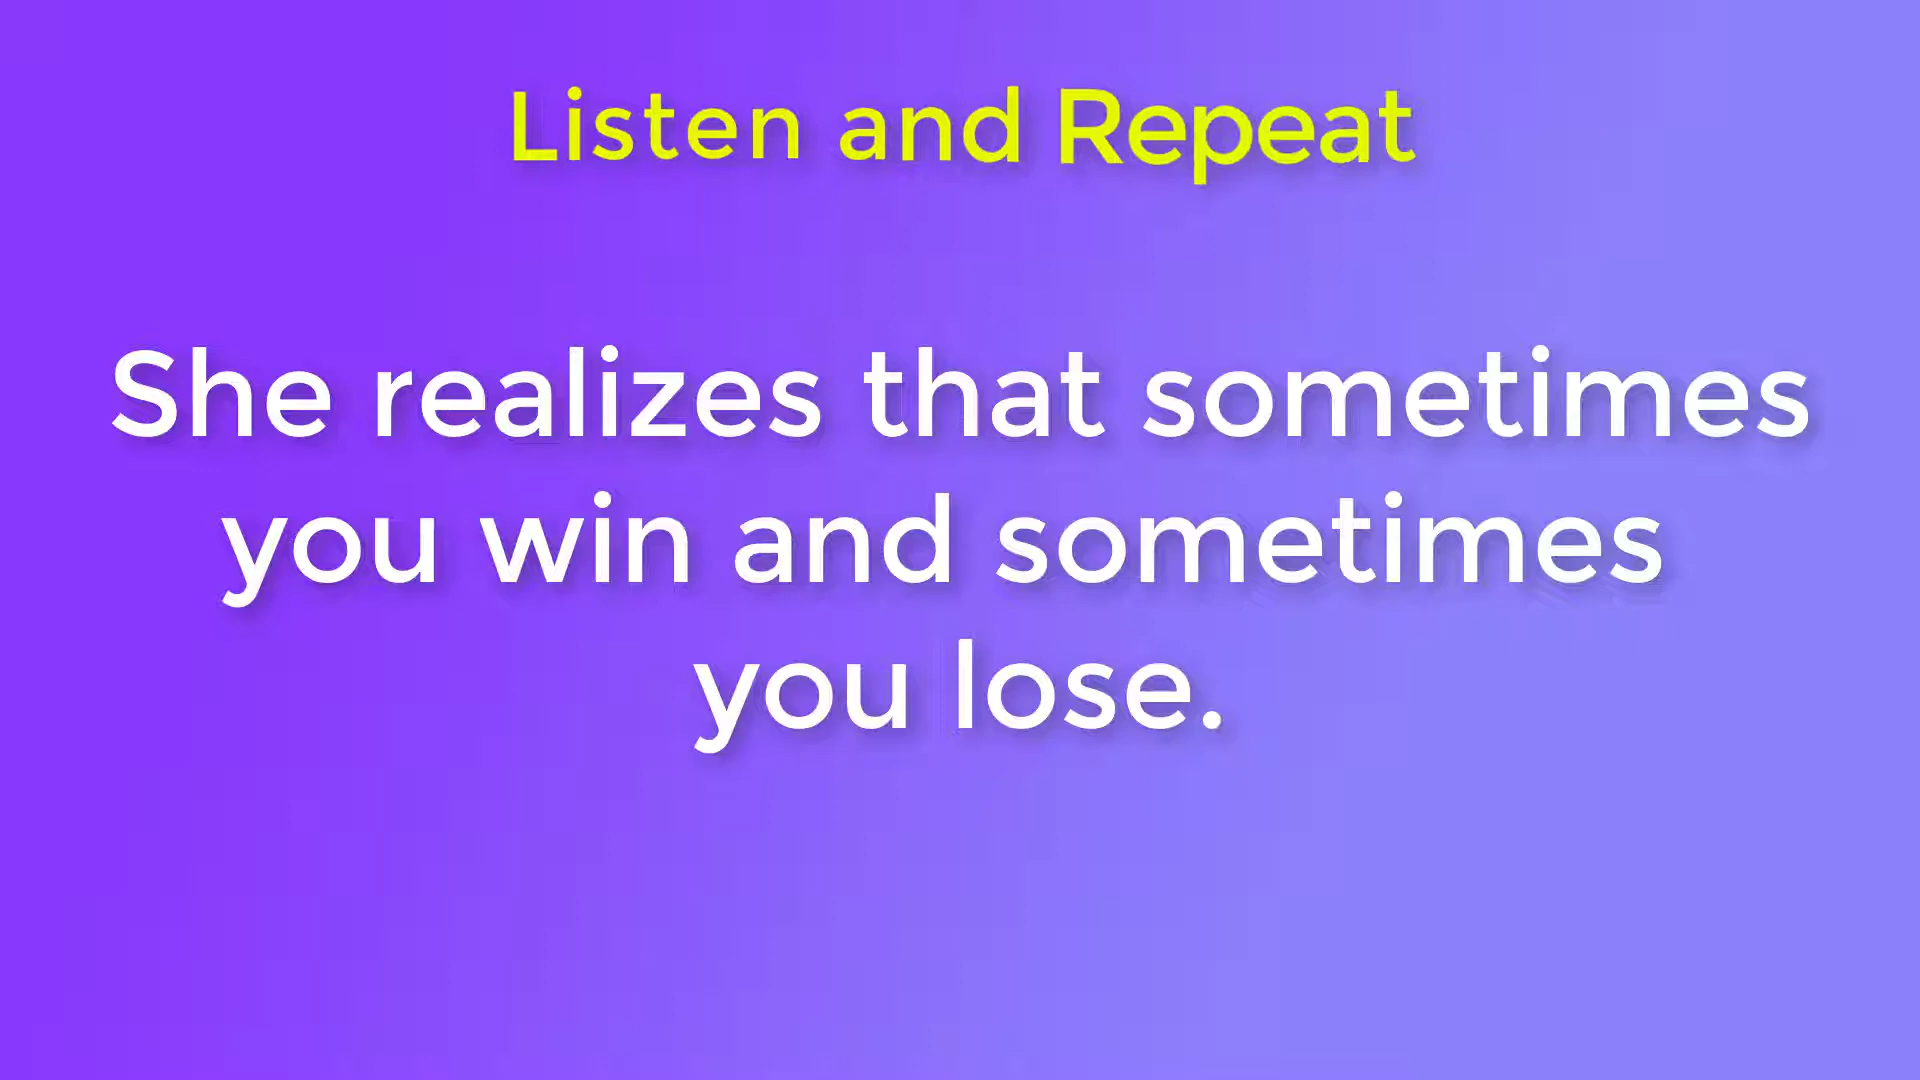 Listen and Repeat
She realizes that sometimes
you win and sometimes
you lose.